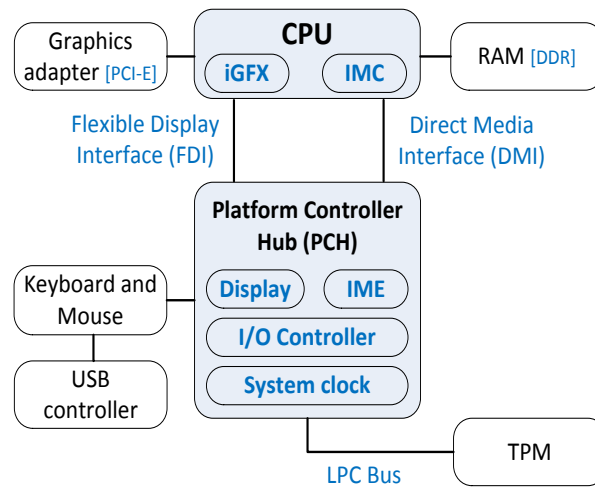 Graphics
adapter [PCI-E]
CPU
iGFX
IMC
RAM [DDR]
Flexible Display
Interface (FDI)
Direct Media
Interface (DMI)
Platform Controller
Hub (PCH)
Display
IME
I/O Controller
System clock
Keyboard and
Mouse
USB
controller
LPC Bus
TPM